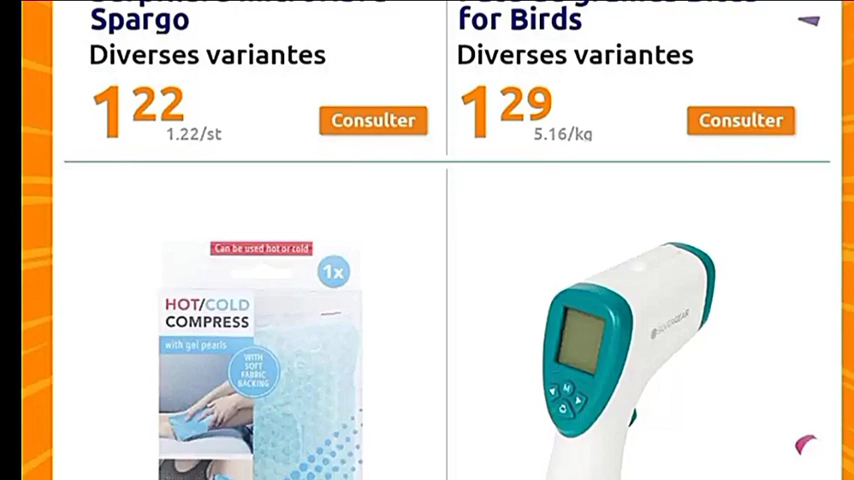 Spargo
for Birds
Diverses variantes
Diverses variantes
1 22
1.22/st
Consulter
1 29
5.16/kg
Consulter
Can be used hot or cold
1x
HOT/COLD
COMPRESS
with gel pearls
WITH
SOFT
FABRIC
BACKING
SILVERGEAR
M